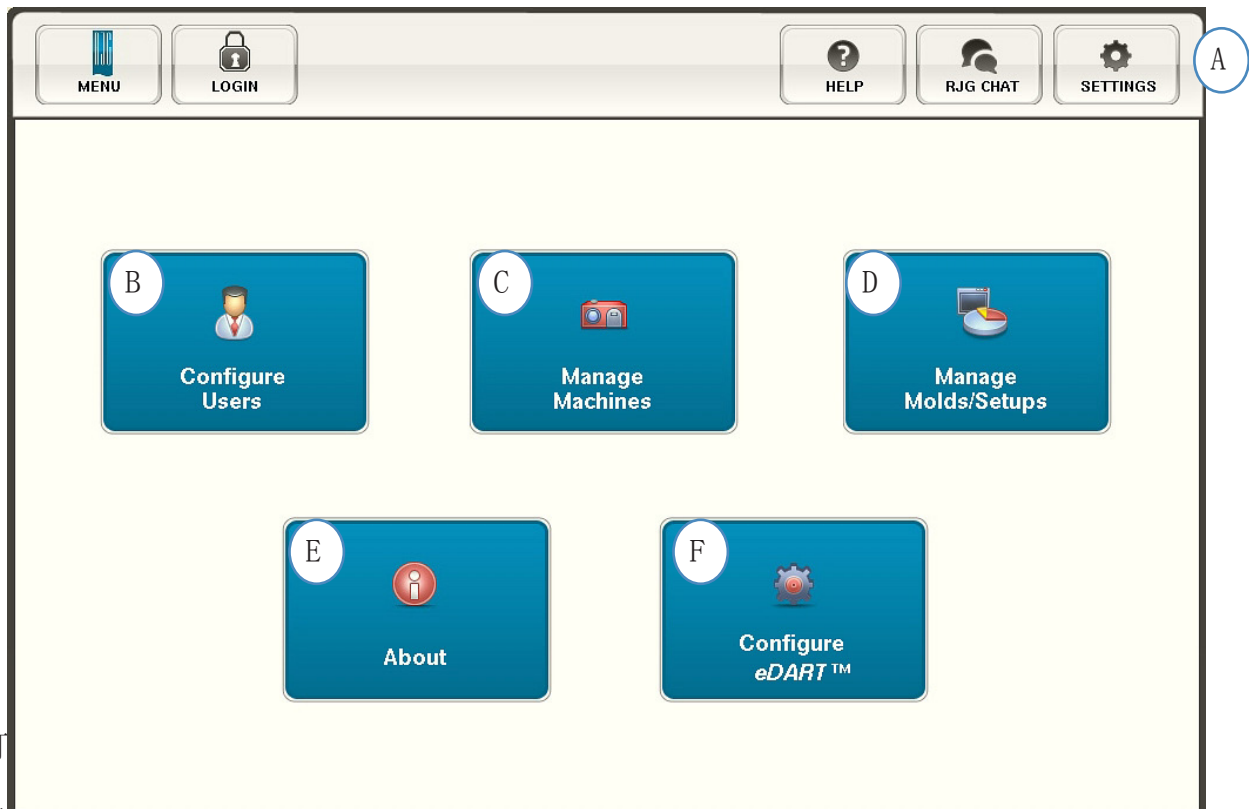 MENU
LOGIN
HELP
RJG CHAT
SETTINGS
A
B
Configure
Users
C
Manage
Machines
D
Manage
Molds/Setups
E
About
F
Configure
eDART™